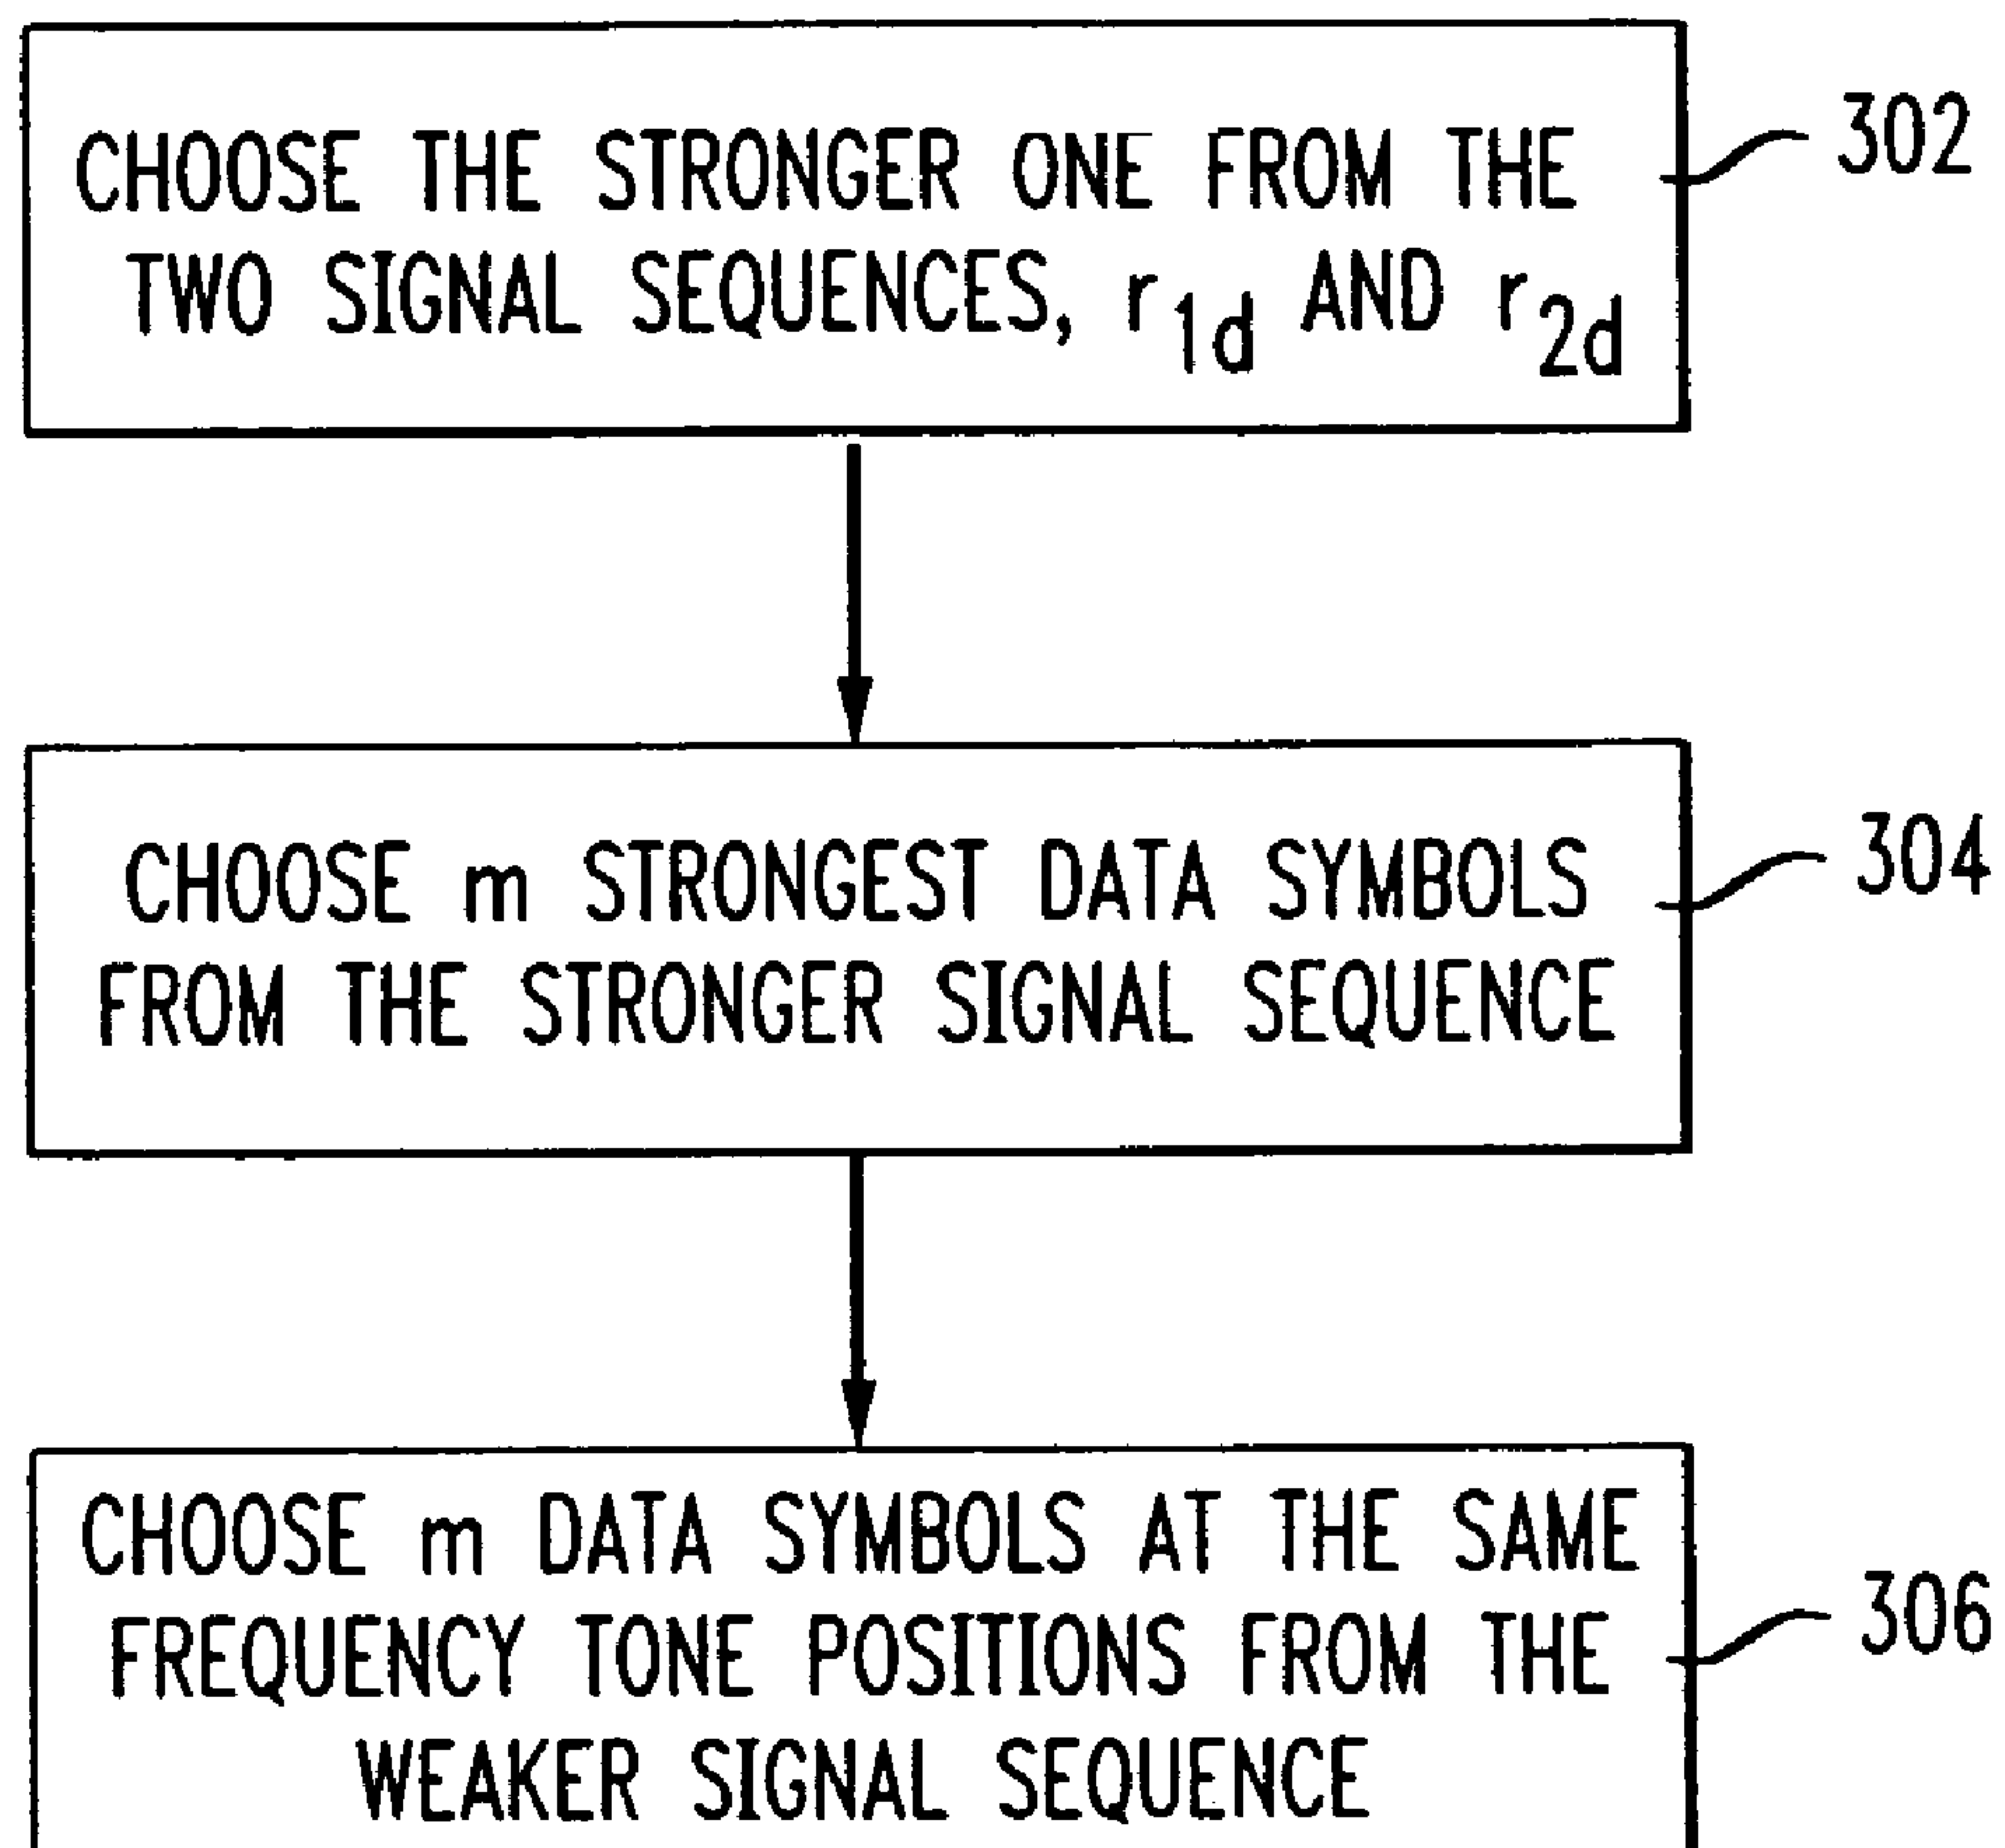 CHOOSE THE STRONGER ONE FROM THE
TWO SIGNAL SEQUENCES, r1d AND r2d
302
CHOOSE m STRONGEST DATA SYMBOLS
FROM THE STRONGER SIGNAL SEQUENCE
304
CHOOSE m DATA SYMBOLS AT THE SAME
FREQUENCY TONE POSITIONS FROM THE
WEAKER SIGNAL SEQUENCE
306